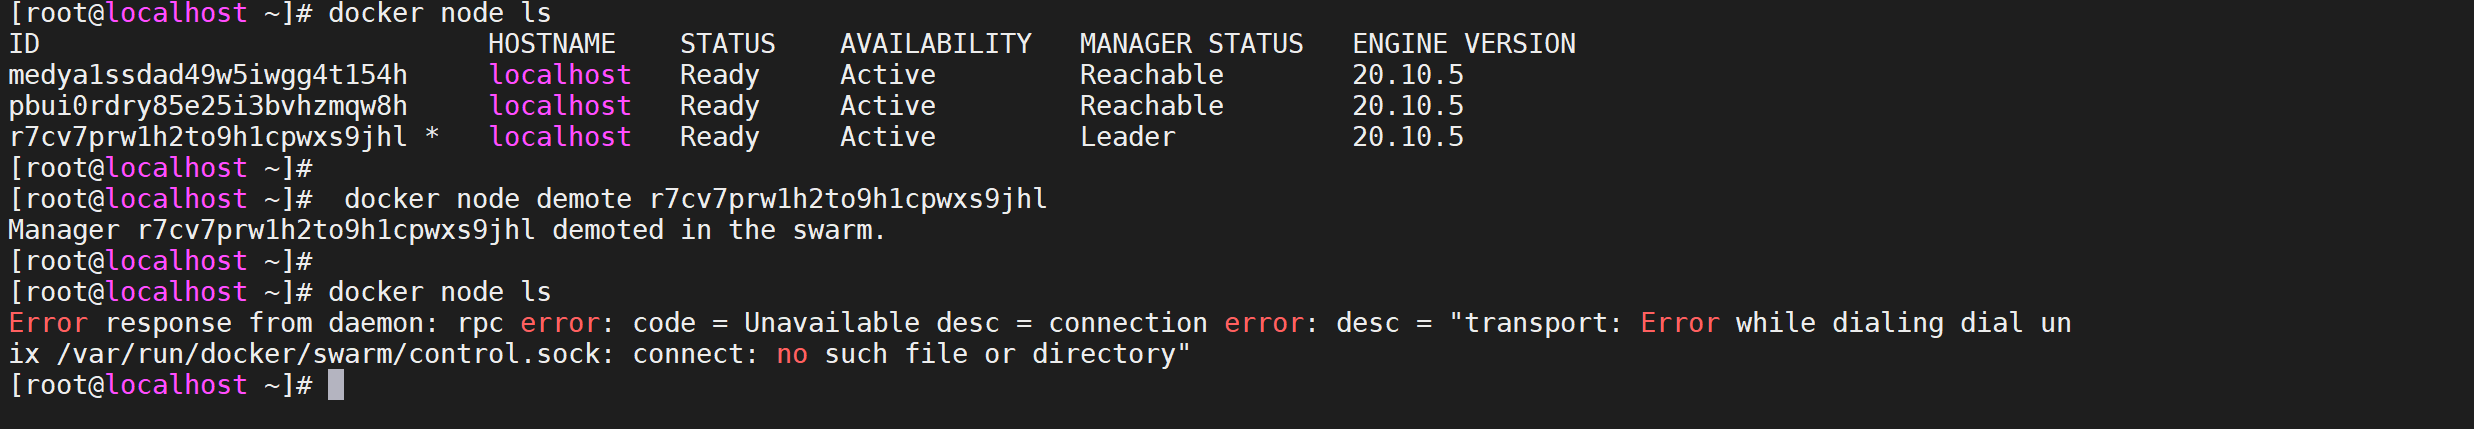 [root@localhost ~]# docker node ls
ID                            HOSTNAME    STATUS    AVAILABILITY   MANAGER STATUS   ENGINE VERSION
medya1ssdad49w5iwgg4t154h     localhost   Ready     Active         Reachable        20.10.5
pbui0rdry85e25i3bvhzmqw8h     localhost   Ready     Active         Reachable        20.10.5
r7cv7prw1h2to9h1cpwxs9jhl *   localhost   Ready     Active         Leader           20.10.5
[root@localhost ~]#
[root@localhost ~]#  docker node demote r7cv7prw1h2to9h1cpwxs9jhl
Manager r7cv7prw1h2to9h1cpwxs9jhl demoted in the swarm.
[root@localhost ~]#
[root@localhost ~]# docker node ls
Error response from daemon: rpc error: code = Unavailable desc = connection error: desc = "transport: Error while dialing dial un
ix /var/run/docker/swarm/control.sock: connect: no such file or directory"
[root@localhost ~]#